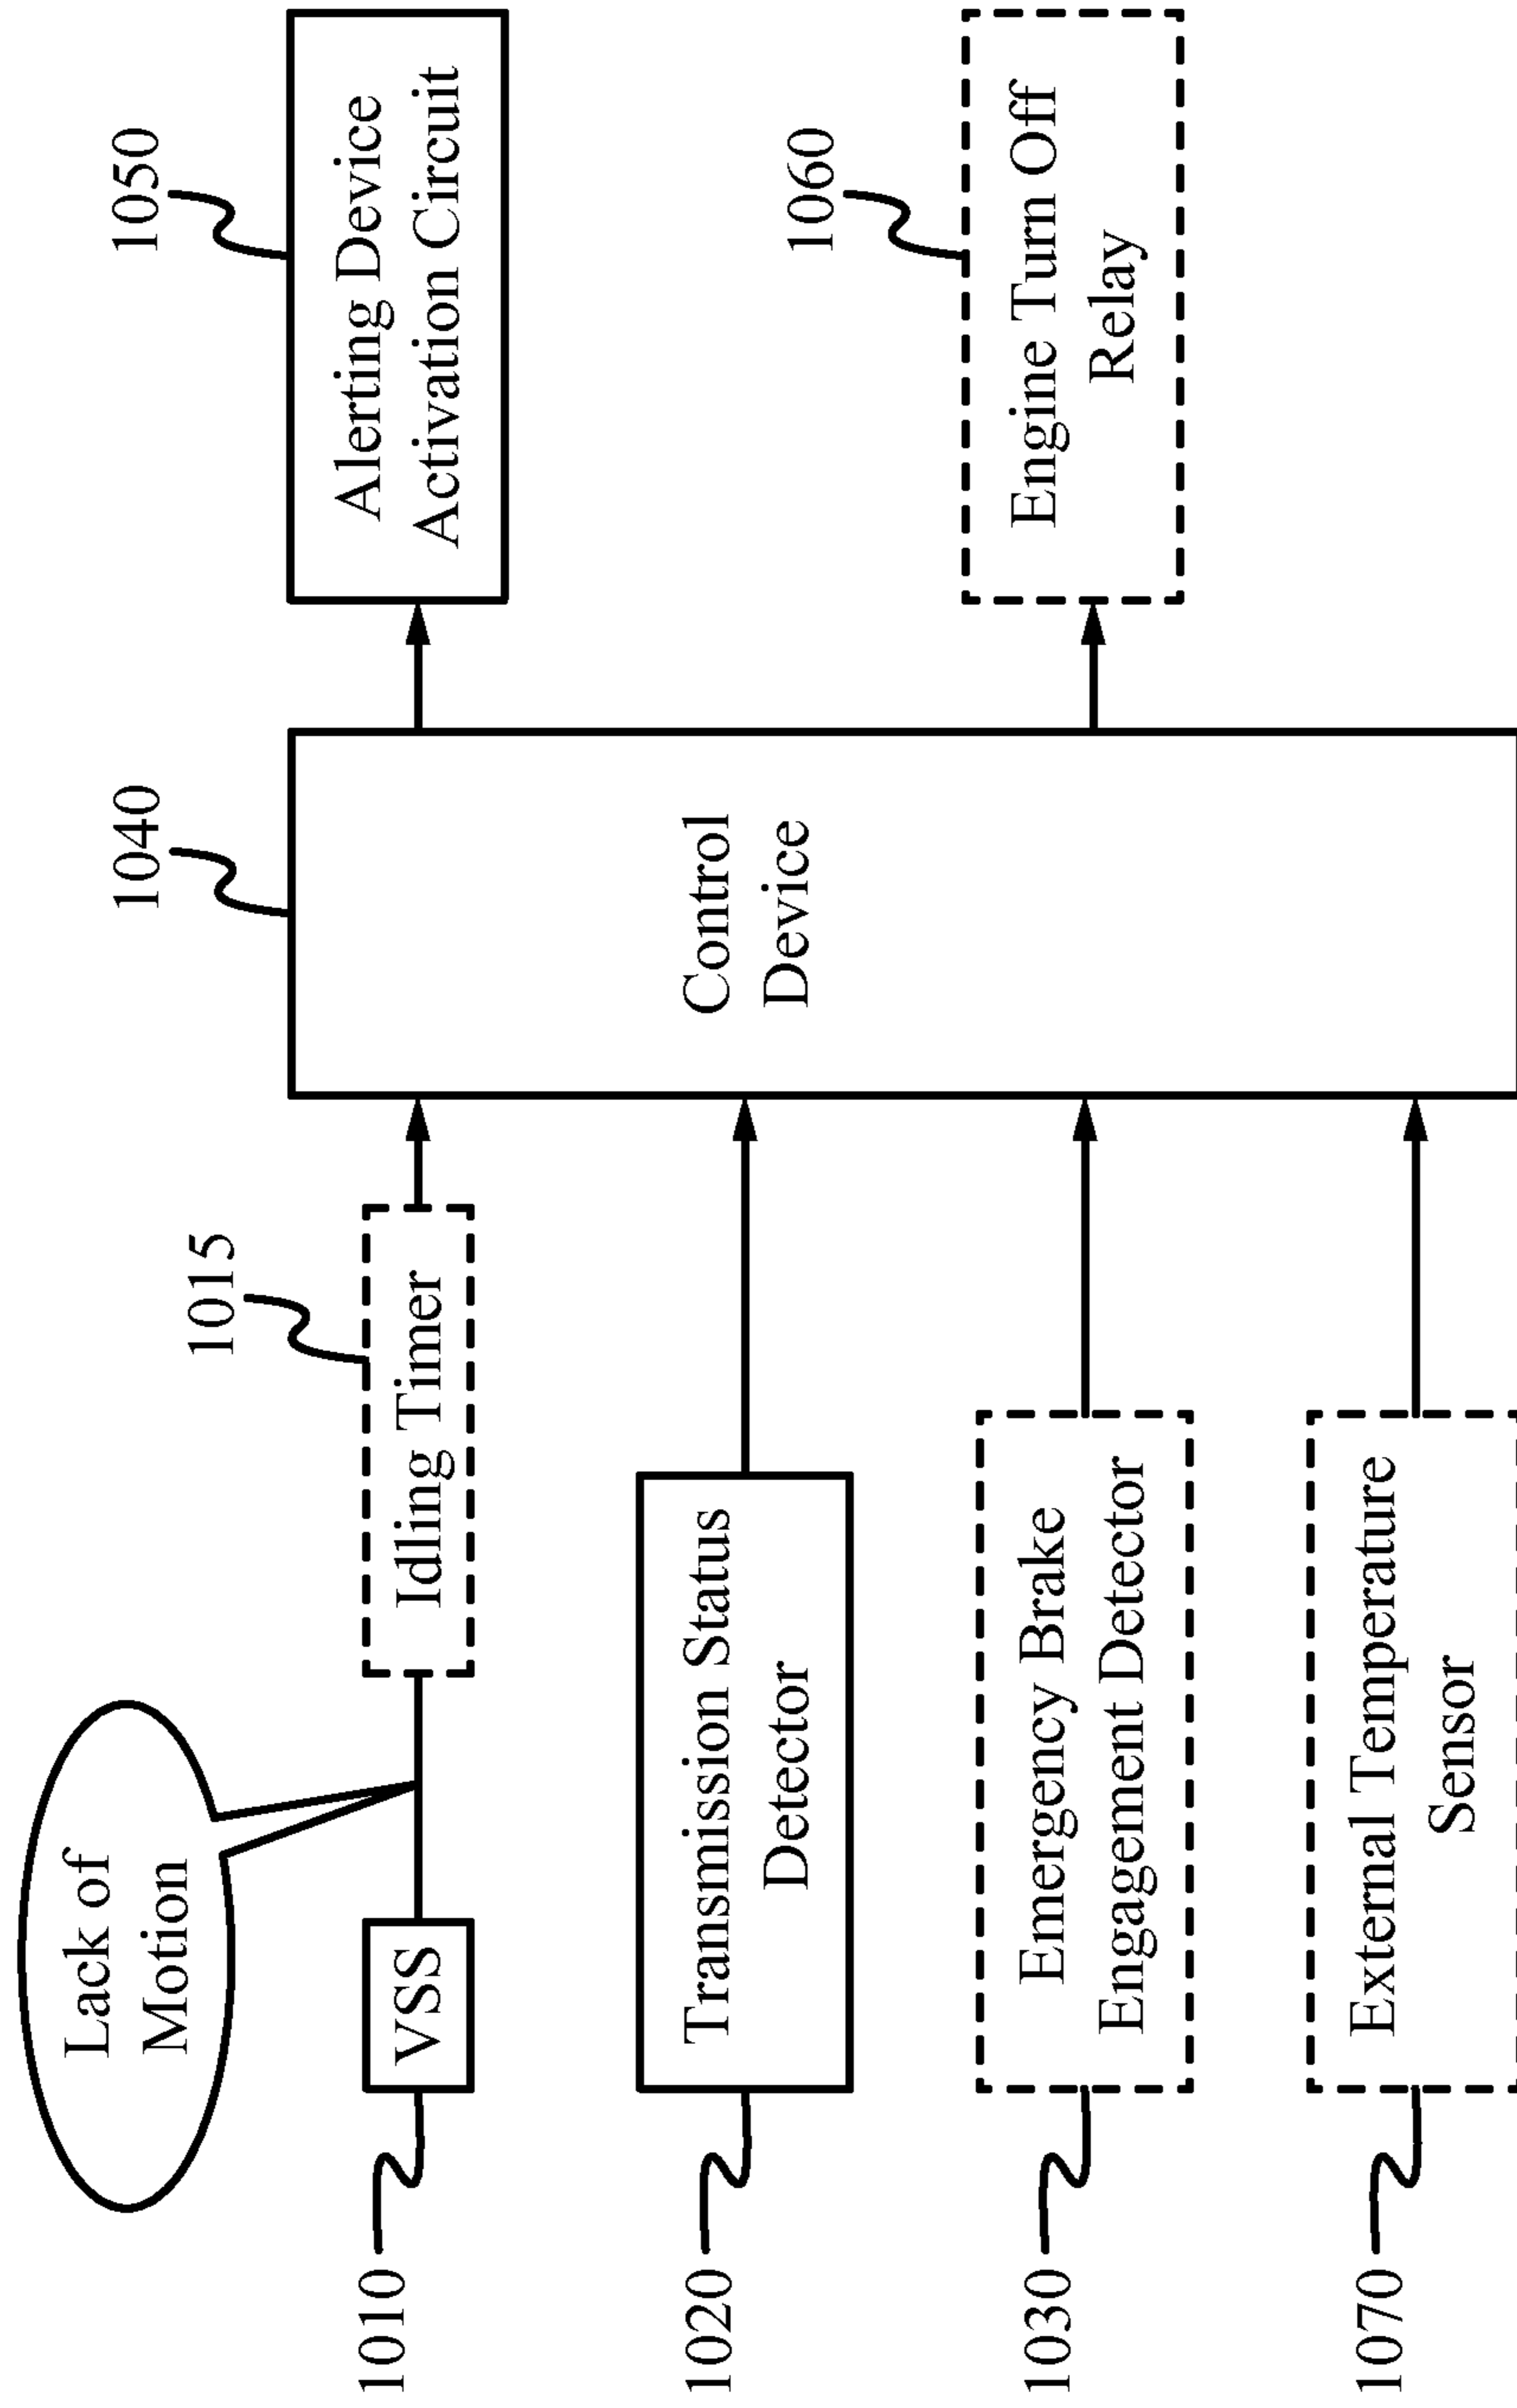 Lack of
Motion
1010
VSS
1015
Idling Timer
1040
Control
Device
1050
Alerting Device
Activation Circuit
1020
Transmission Status
Detector
1030
Emergency Brake
Engagement Detector
1060
Engine Turn Off
Relay
1070
External Temperature
Sensor